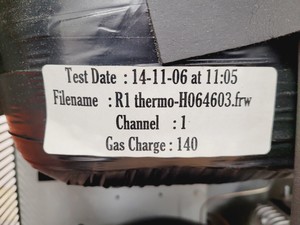 Test Date : 14-11-06 at 11:05
Filename : R1 thermo-H064603.frw
Channel : 1
Gas Charge : 140